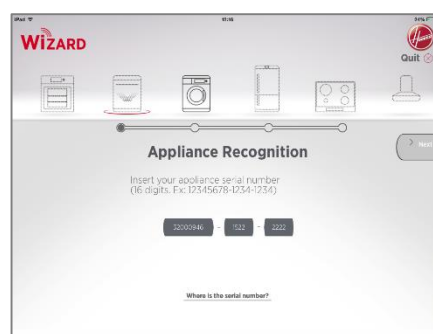 iPad
WiZARD
HOOVER
Quit
Appliance Recognition
Next
Insert your appliance serial number
(16 digits. Ex: 12345678-1234-1234)
32000946 - 1522 - 2222
Where is the serial number?